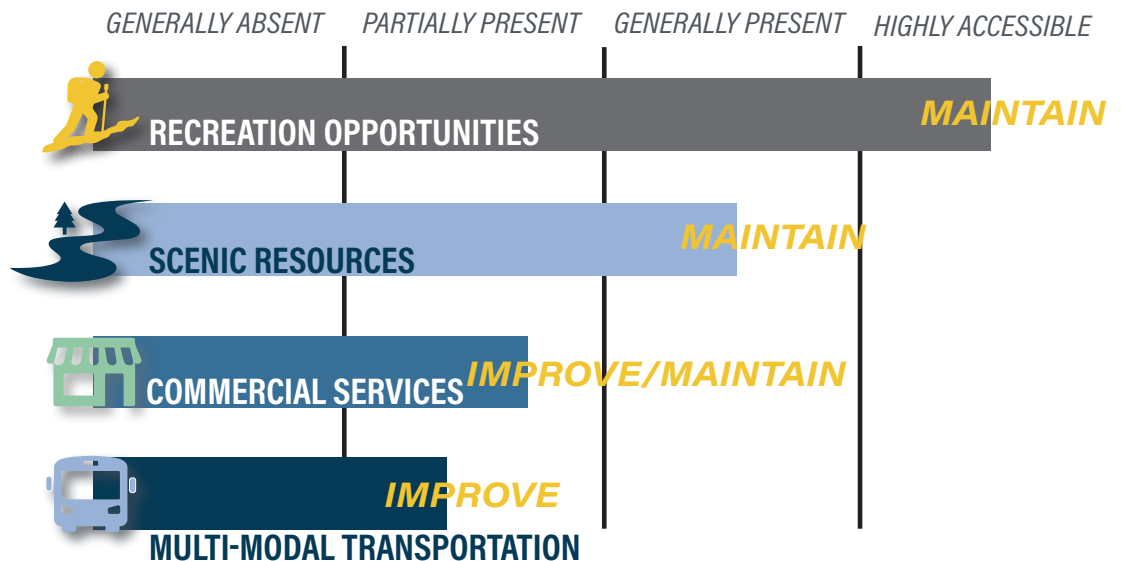 GENERALLY ABSENT PARTIALLY PRESENT GENERALLY PRESENT HIGHLY ACCESSIBLE
MAINTAIN
RECREATION OPPORTUNITIES
MAINTAIN
SCENIC RESOURCES
IMPROVE/MAINTAIN
COMMERCIAL SERVICES
IMPROVE
MULTI-MODAL TRANSPORTATION